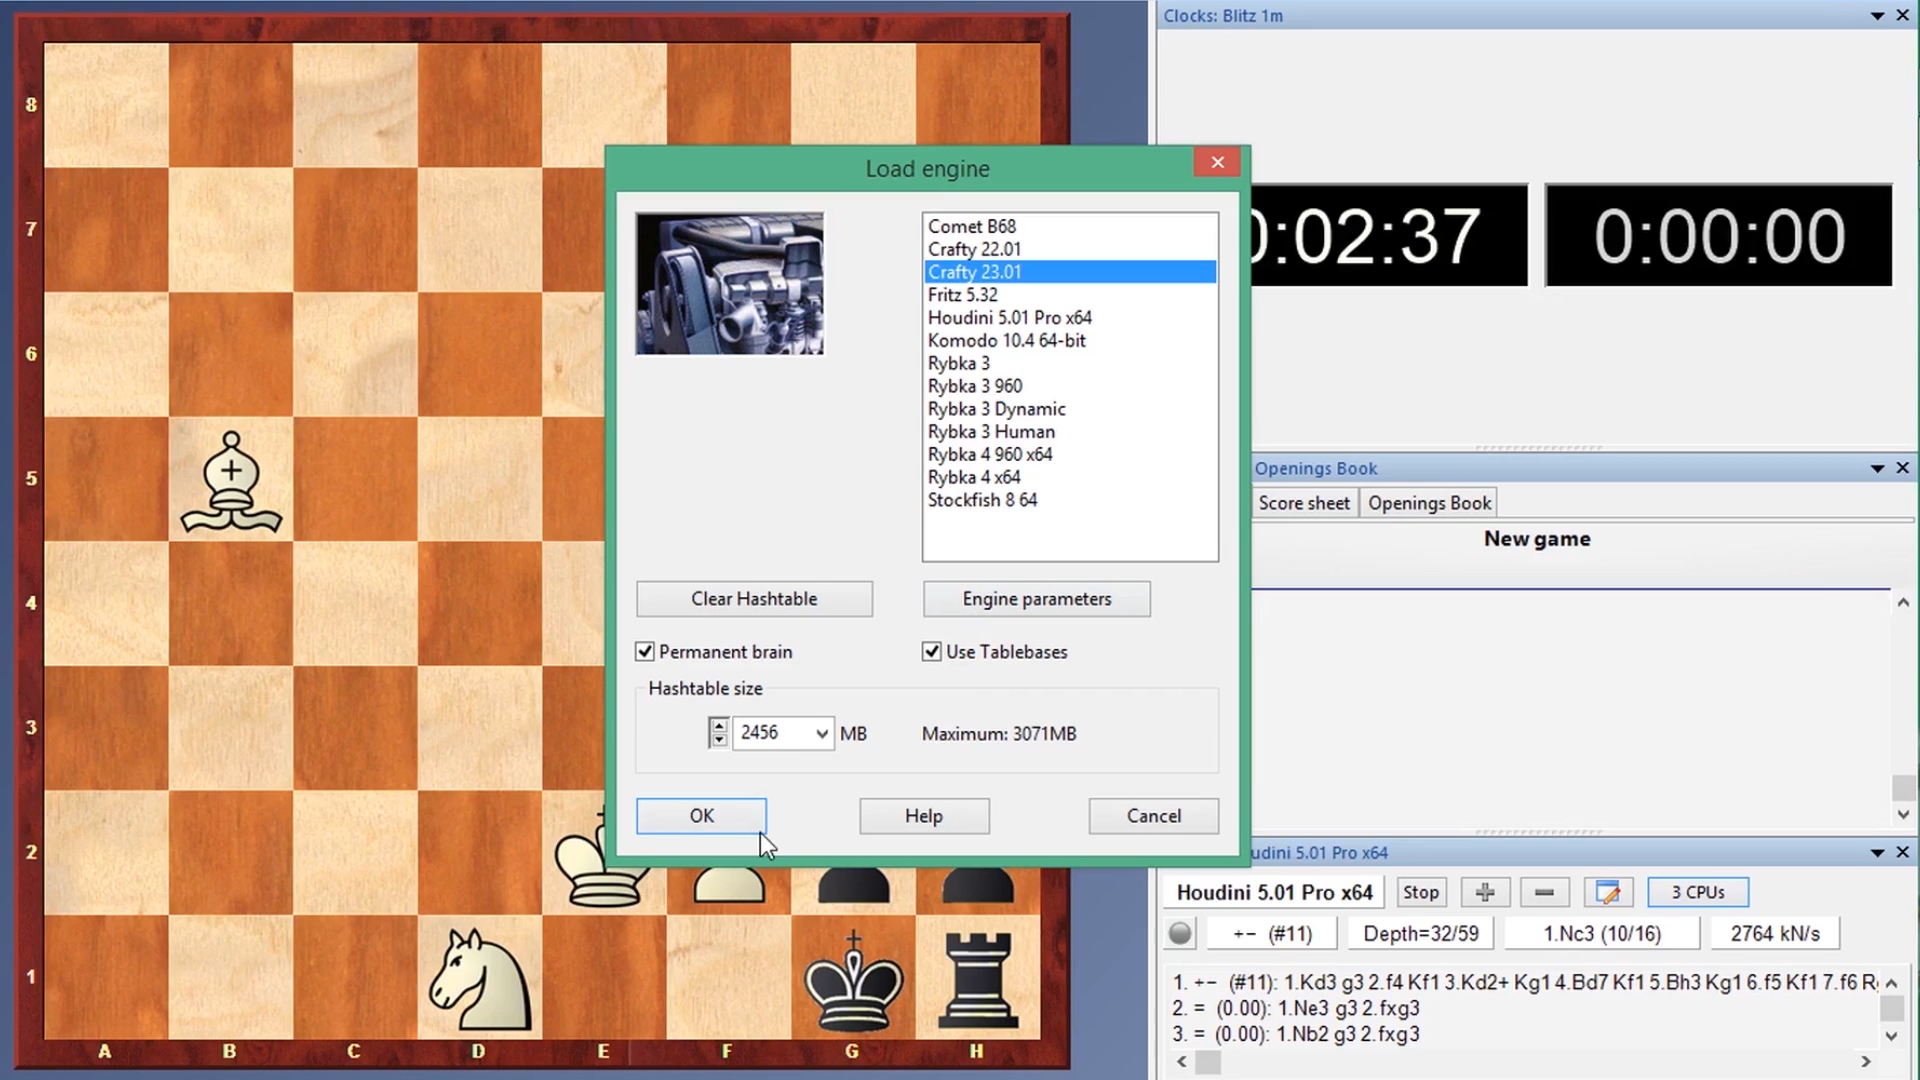 Clocks: Blitz 1m
8
7
6
5
4
3
2
1
A B C D E F G H
Load engine
Comet B68
Crafty 22.01
Crafty 23.01
Fritz 5.32
Houdini 5.01 Pro x64
Komodo 10.4 64-bit
Rybka 3
Rybka 3 960
Rybka 3 Dynamic
Rybka 3 Human
Rybka 4 960 x64
Rybka 4 x64
Stockfish 8 64
Clear Hashtable
Engine parameters
Permanent brain
Use Tablebases
Hashtable size
2456 MB Maximum: 3071MB
OK Help Cancel
0:02:37 0:00:00
Openings Book
Score sheet Openings Book
New game
udini 5.01 Pro x64
Houdini 5.01 Pro x64 Stop 3 CPUs
+− (#11) Depth=32/59 1.Nc3 (10/16) 2764 kN/s
1. +− (#11): 1.Kd3 g3 2.f4 Kf1 3.Kd2+ Kg1 4.Bd7 Kf1 5.Bh3 Kg1 6.f5 Kf1 7.f6
2. = (0.00): 1.Ne3 g3 2.fxg3
3. = (0.00): 1.Nb2 g3 2.fxg3